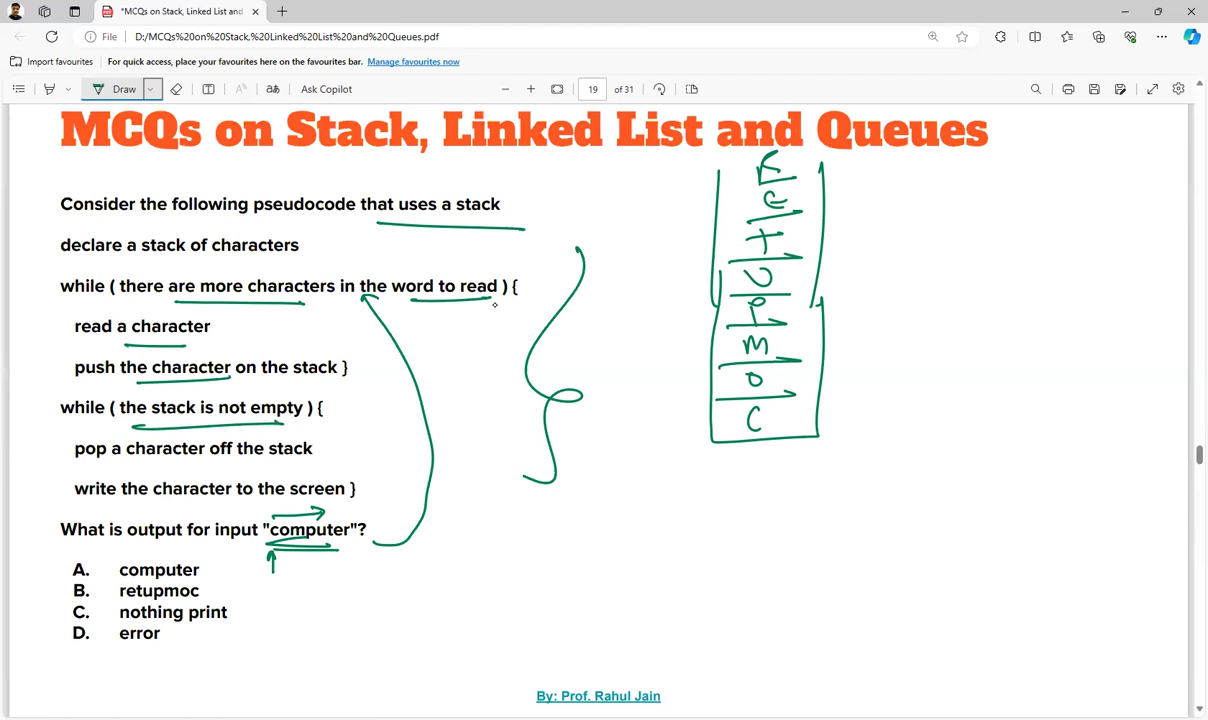 *MCQs on Stack, Linked List and
File
D:/MCQs%20on%20Stack,%20Linked%20List%20and%20Queues.pdf
Import favourites
For quick access, place your favourites here on the favourites bar. Manage favourites now
Draw
Ask Copilot
19 of 31
MCQs on Stack, Linked List and Queues
Consider the following pseudocode that uses a stack
declare a stack of characters
while ( there are more characters in the word to read ) {
read a character
push the character on the stack }
while ( the stack is not empty ) {
pop a character off the stack
write the character to the screen }
What is output for input "computer"?
A. computer
B. retupmoc
C. nothing print
D. error
r
e
t
u
p
m
o
c
By: Prof. Rahul Jain